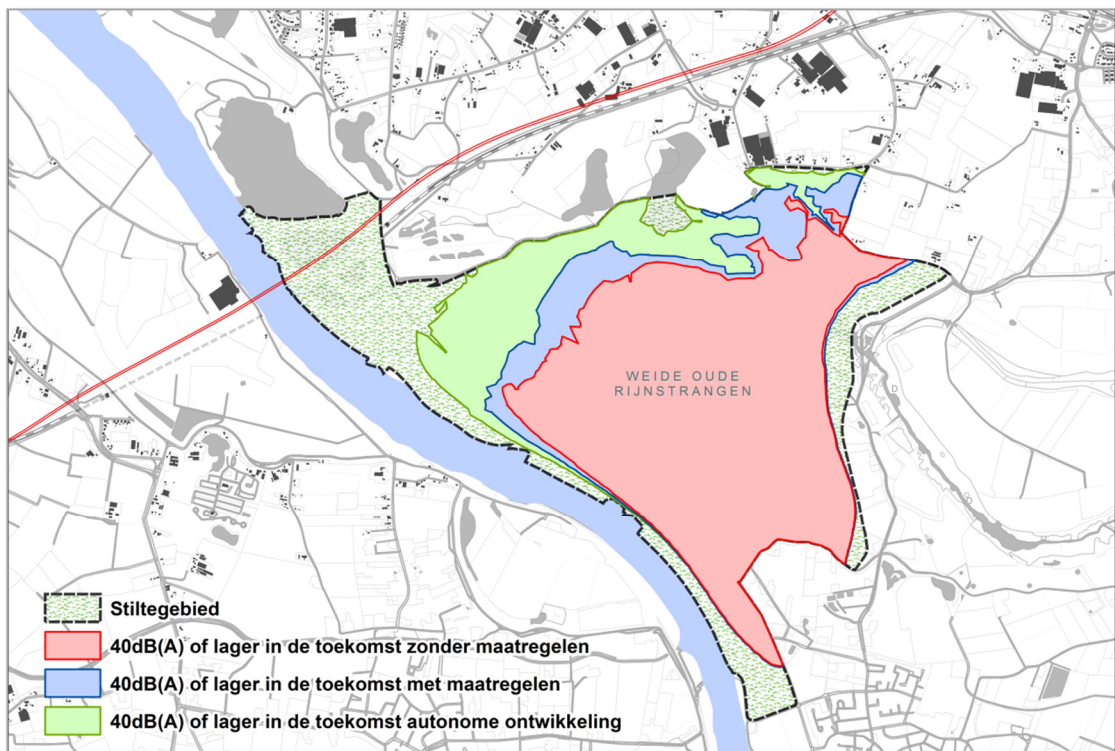 WEIDE OUDE
RIJNSTRANGEN
Stiltegebied
40dB(A) of lager in de toekomst zonder maatregelen
40dB(A) of lager in de toekomst met maatregelen
40dB(A) of lager in de toekomst autonome ontwikkeling